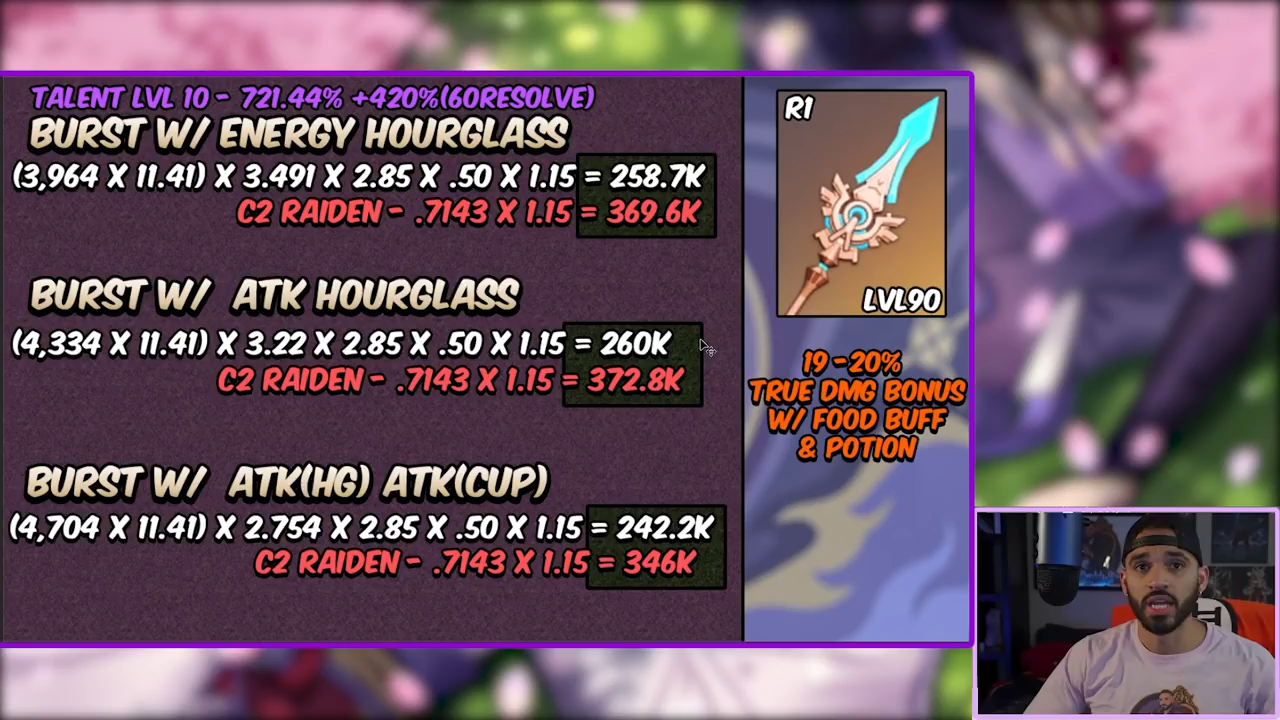 TALENT LVL 10 - 721.44% +420%(60RESOLVE)
BURST W/ ENERGY HOURGLASS
(3,964 X 11.41) X 3.491 X 2.85 X .50 X 1.15 = 258.7K
C2 RAIDEN - .7143 X 1.15 = 369.6K
BURST W/ ATK HOURGLASS
(4,334 X 11.41) X 3.22 X 2.85 X .50 X 1.15 = 260K
C2 RAIDEN - .7143 X 1.15 = 372.8K
BURST W/ ATK(HG) ATK(CUP)
(4,704 X 11.41) X 2.754 X 2.85 X .50 X 1.15 = 242.2K
C2 RAIDEN - .7143 X 1.15 = 346K
R1
LVL90
19 -20%
TRUE DMG BONUS
W/ FOOD BUFF
& POTION